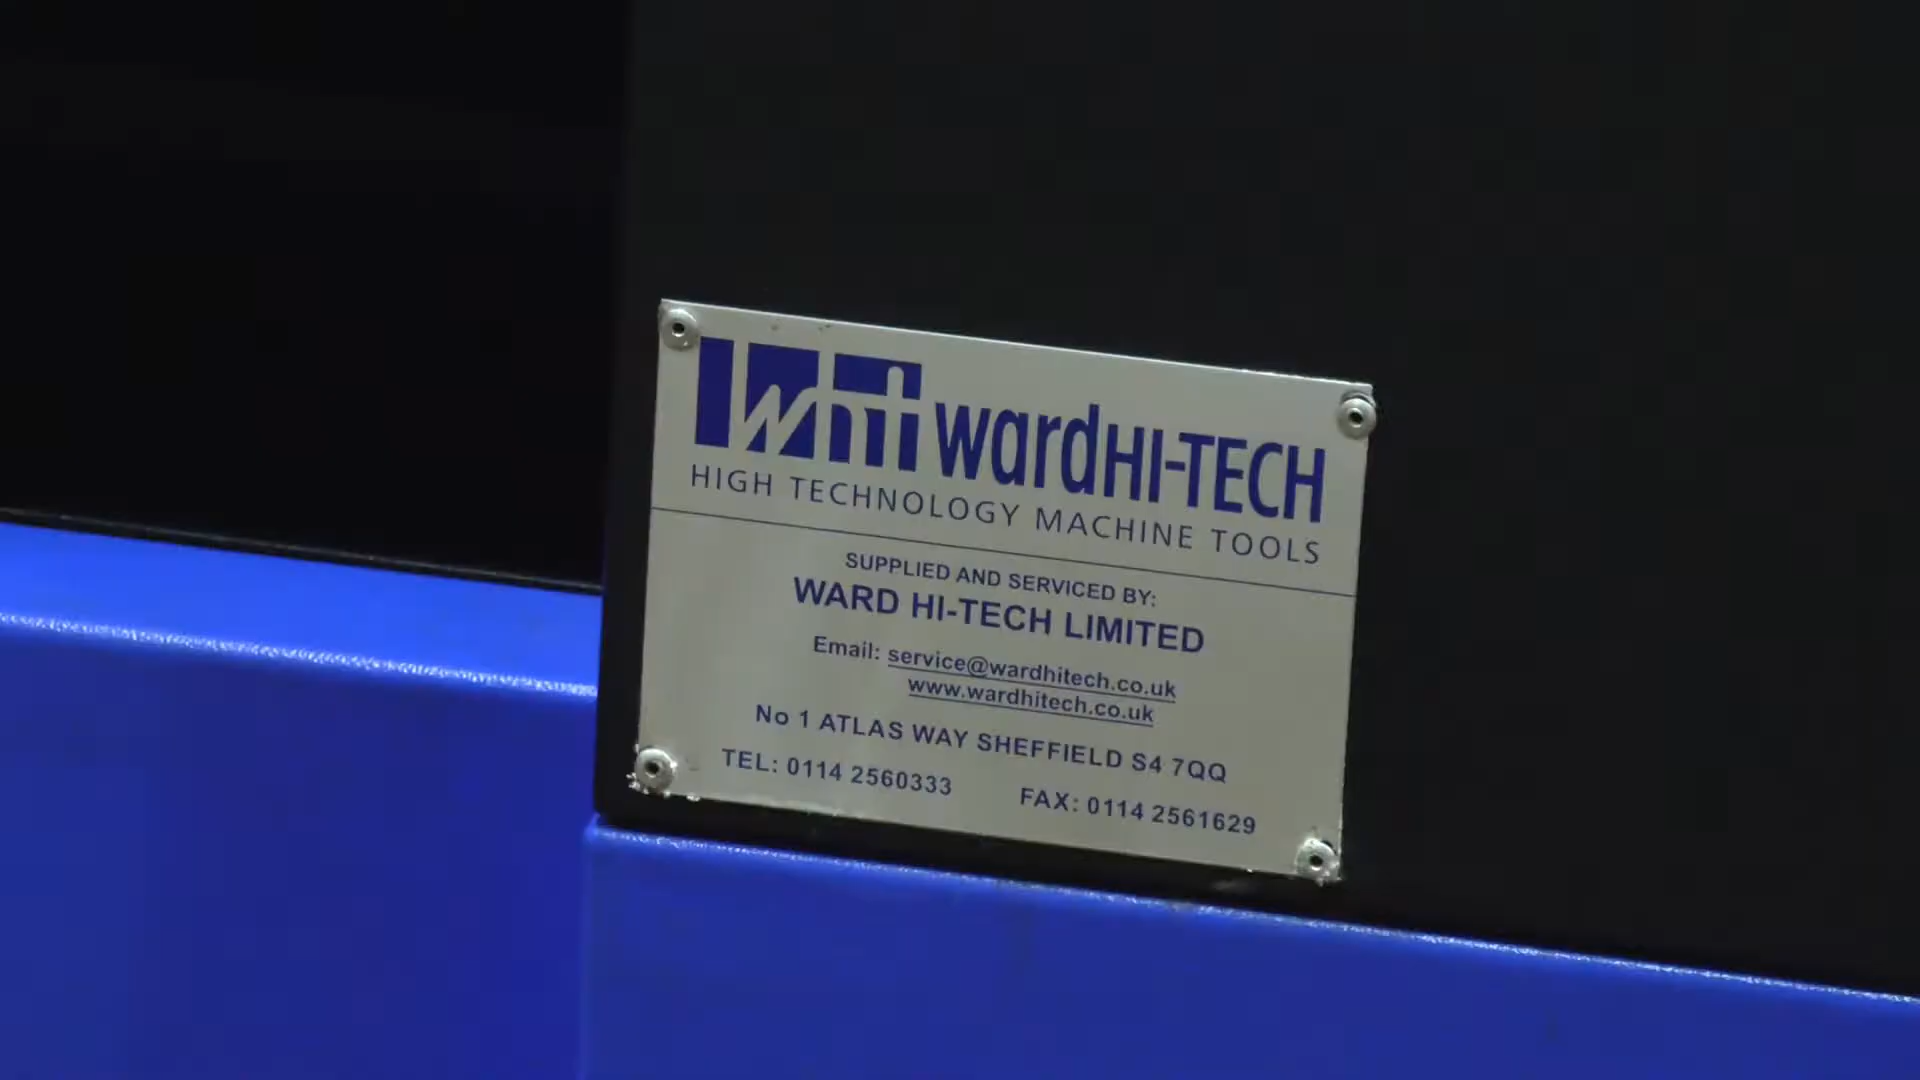 whti wardHI-TECH
HIGH TECHNOLOGY MACHINE TOOLS
SUPPLIED AND SERVICED BY:
WARD HI-TECH LIMITED
Email: service@wardhitech.co.uk
www.wardhitech.co.uk
No 1 ATLAS WAY SHEFFIELD S4 7QQ
TEL: 0114 2560333 FAX: 0114 2561629